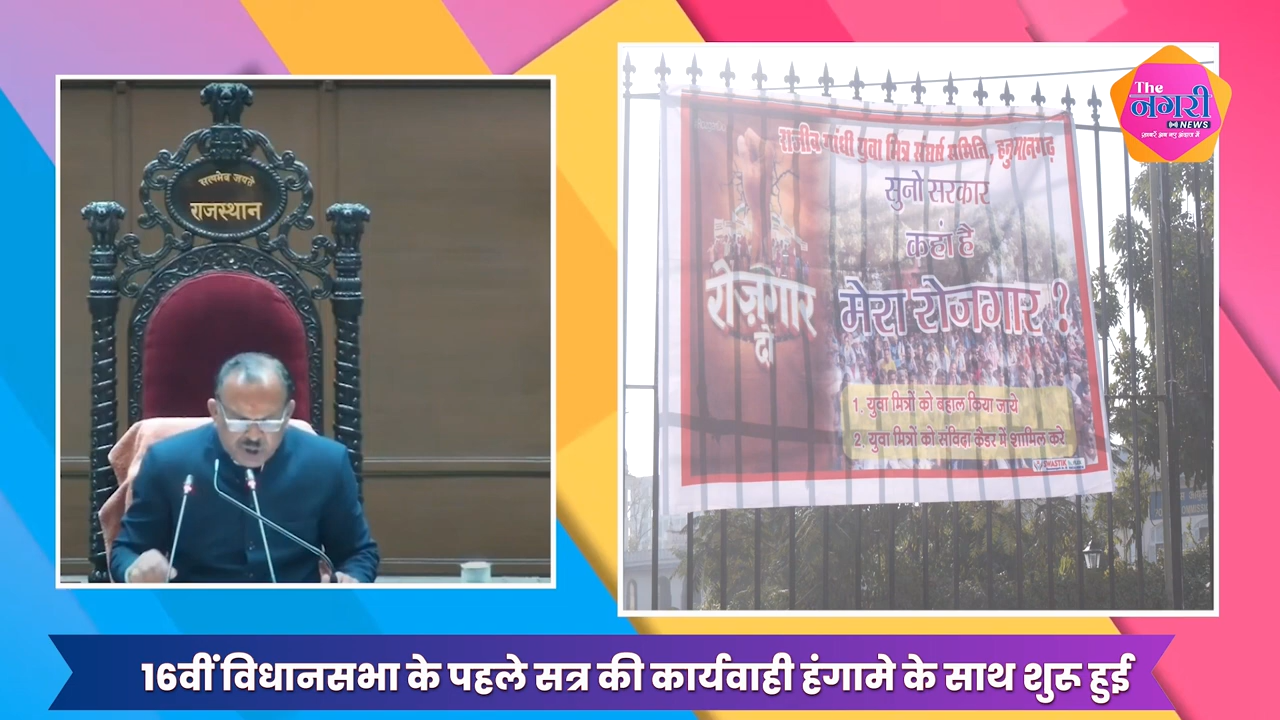 सत्यमेव जयते
राजस्थान
The
नगरी
NEWS
राजीव गांधी युवा मित्र संघर्ष समिति, हनुमानगढ़
सुनो सरकार
कहां है
मेरा रोजगार ?
रोज़गार
दो
1. युवा मित्रों को बहाल किया जाये
2. युवा मित्रों को संविदा कैडर में शामिल करे
16वीं विधानसभा के पहले सत्र की कार्यवाही हंगामे के साथ शुरू हुई